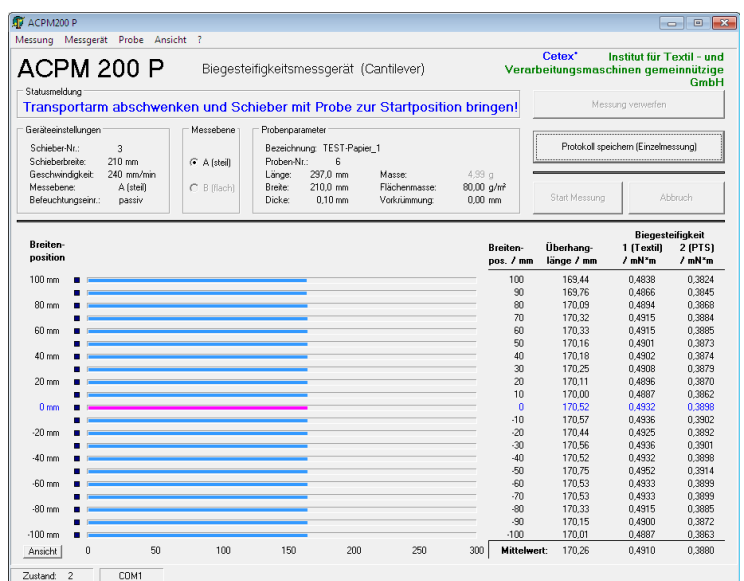 ACPM200 P
Messung Messgerät Probe Ansicht ?
ACPM 200 P
Biegesteifigkeitsmessgerät (Cantilever)
Cetex* Institut für Textil - und
Verarbeitungsmaschinen gemeinnützige
GmbH
Statusmeldung
Transportarm abschwenken und Schieber mit Probe zur Startposition bringen!
Messung verwerfen
Geräteeinstellungen
Schieber-Nr.: 3
Schieberbreite: 210 mm
Geschwindigkeit: 240 mm/min
Messebene: A (steil)
Befeuchtungseinr.: passiv
Messebene
A (steil)
B (flach)
Probenparameter
Bezeichnung: TEST-Papier_1
Proben-Nr.: 6
Länge: 297,0 mm Masse: 4,99 g
Breite: 210,0 mm Flächenmasse: 80,00 g/m²
Dicke: 0,10 mm Vorkrümmung: 0,00 mm
Protokoll speichern (Einzelmessung)
Start Messung Abbruch
Breiten-
position
100 mm
80 mm
60 mm
40 mm
20 mm
0 mm
-20 mm
-40 mm
-60 mm
-80 mm
-100 mm
Ansicht 0 50 100 150 200 250 300
Biegesteifigkeit
Breiten- Überhang- 1 (Textil) 2 (PTS)
pos. / mm länge / mm / mN*m / mN*m
100 169,44 0,4838 0,3824
90 169,76 0,4866 0,3845
80 170,09 0,4894 0,3868
70 170,32 0,4915 0,3884
60 170,33 0,4915 0,3885
50 170,16 0,4901 0,3873
40 170,18 0,4902 0,3874
30 170,25 0,4908 0,3879
20 170,11 0,4896 0,3870
10 170,00 0,4887 0,3862
0 170,52 0,4932 0,3898
-10 170,57 0,4936 0,3902
-20 170,44 0,4925 0,3892
-30 170,56 0,4936 0,3901
-40 170,52 0,4932 0,3898
-50 170,75 0,4952 0,3914
-60 170,53 0,4933 0,3899
-70 170,53 0,4933 0,3899
-80 170,33 0,4915 0,3885
-90 170,15 0,4900 0,3872
-100 170,01 0,4887 0,3863
Mittelwert: 170,26 0,4910 0,3880
Zustand: 2 COM1